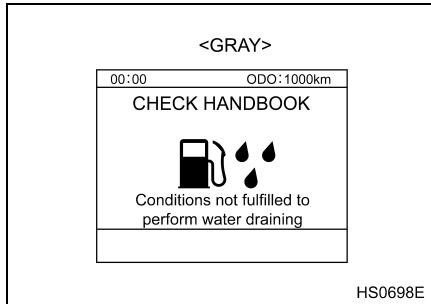 <GRAY>
00:00 ODO:1000km
CHECK HANDBOOK
Conditions not fulfilled to
perform water draining
HS0698E